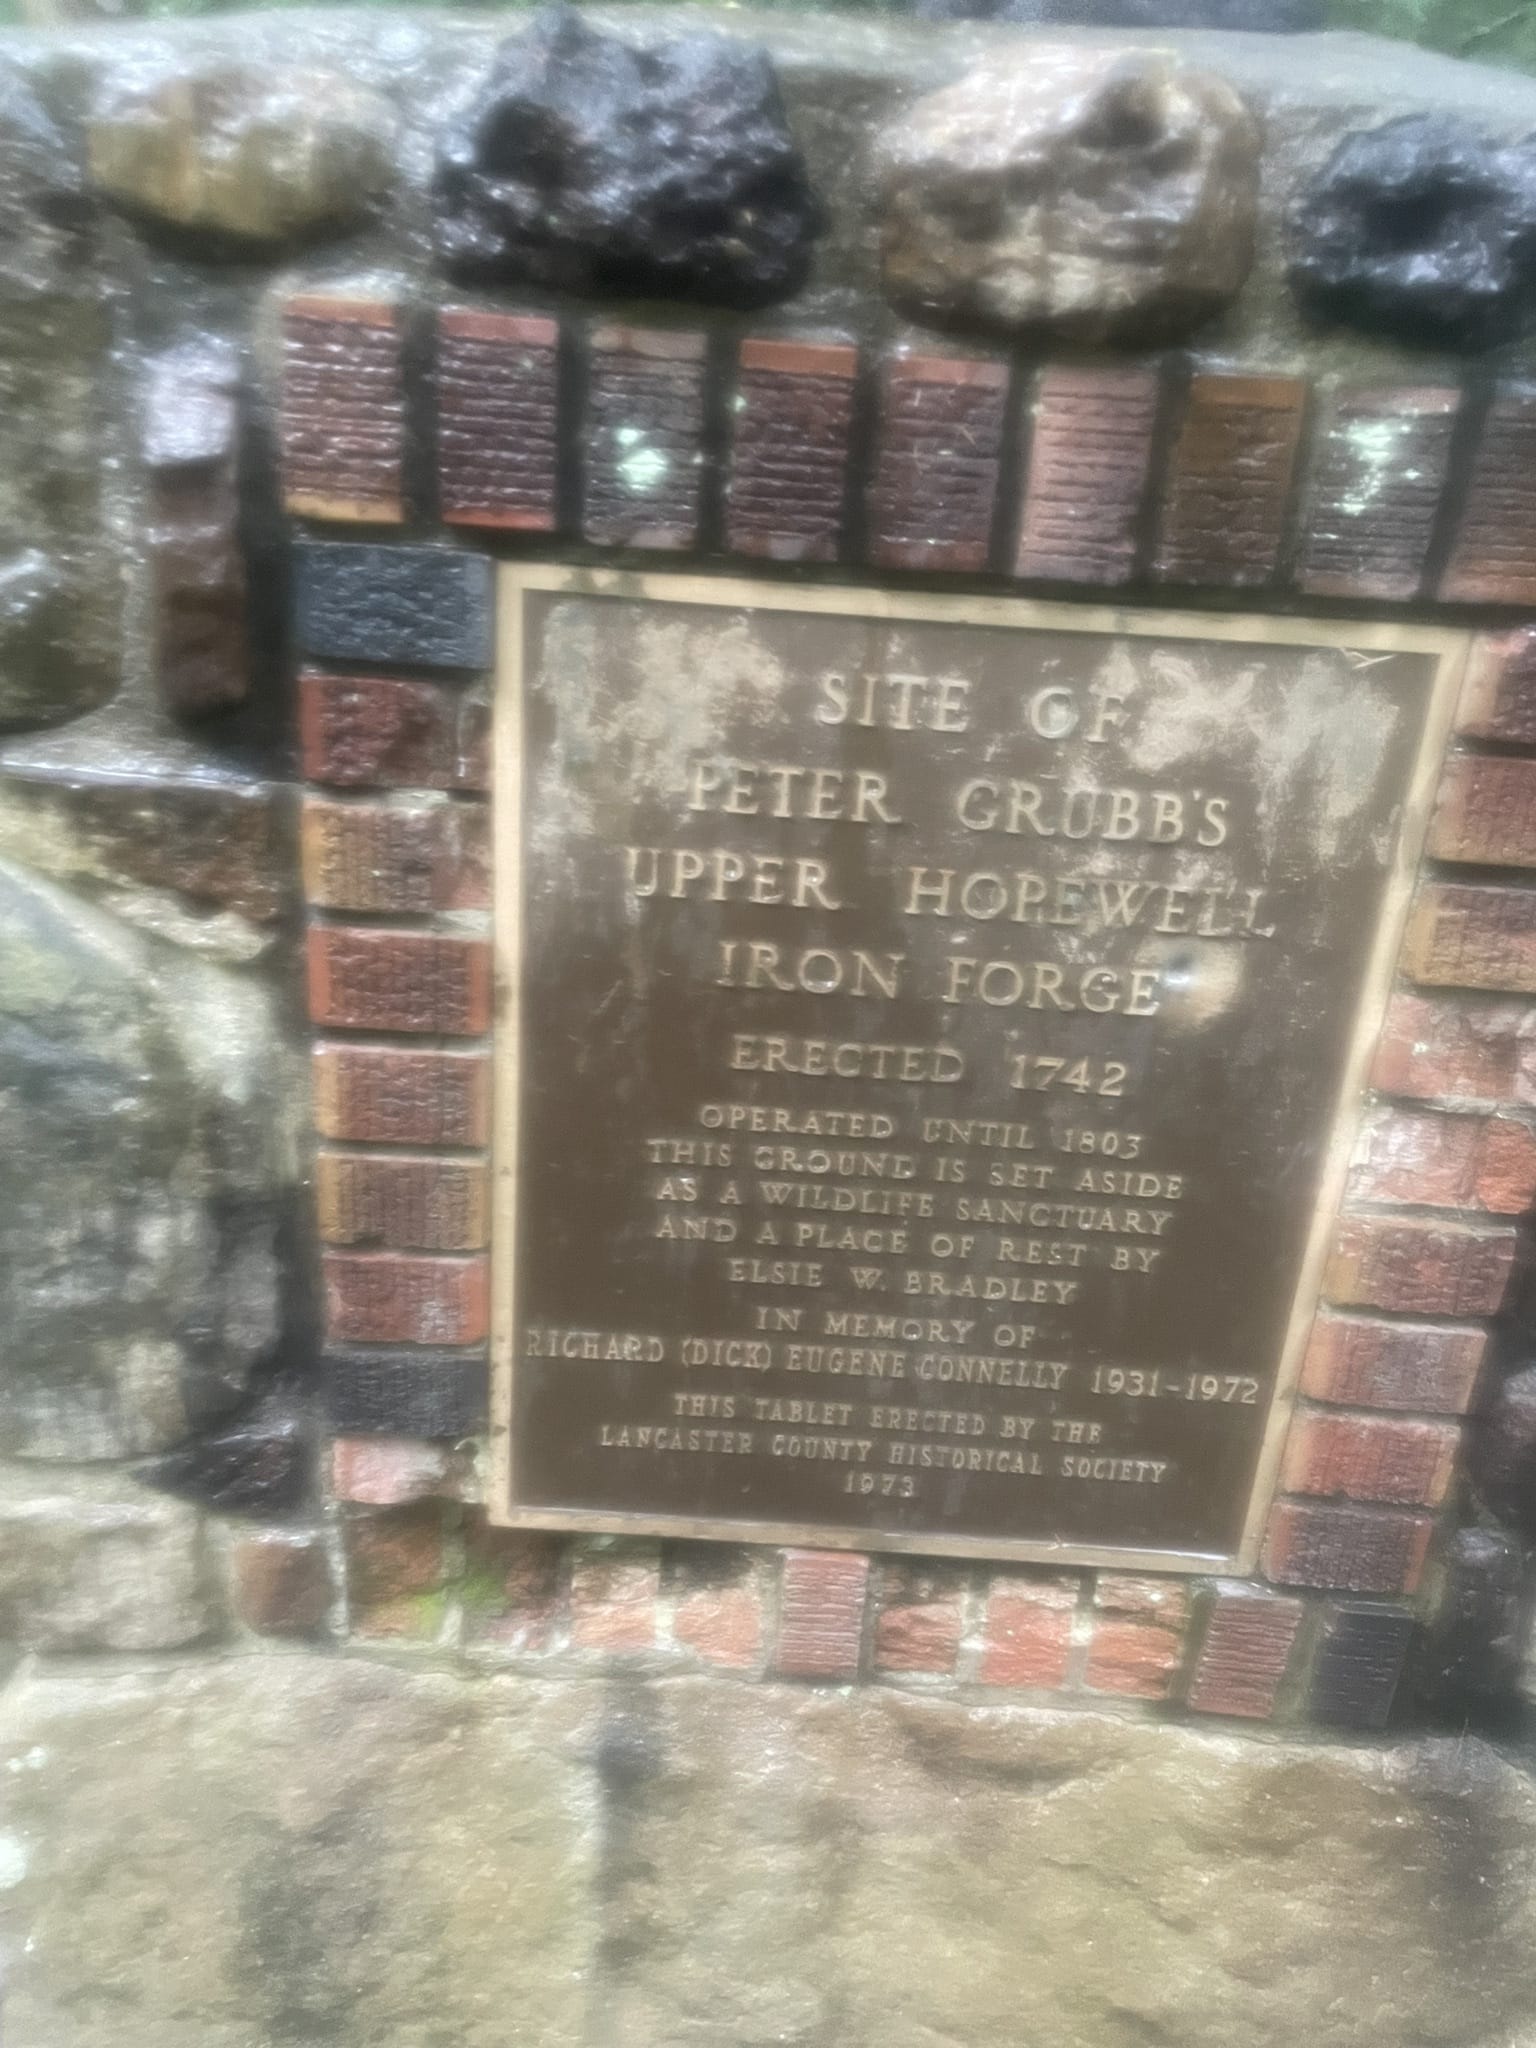 SITE OF
PETER GRUBB'S
UPPER HOPEWELL
IRON FORGE
ERECTED 1742
OPERATED UNTIL 1803
THIS GROUND IS SET ASIDE
AS A WILDLIFE SANCTUARY
AND A PLACE OF REST BY
ELSIE W. BRADLEY
IN MEMORY OF
RICHARD (DICK) EUGENE CONNELLY 1931-1972
THIS TABLET ERECTED BY THE
LANCASTER COUNTY HISTORICAL SOCIETY
1973